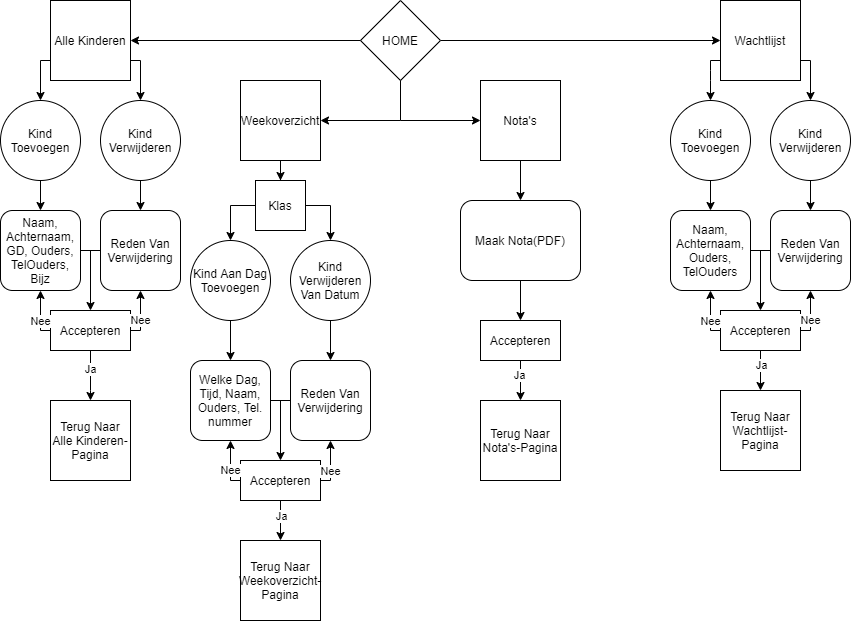 HOME
Alle Kinderen
Kind
Toevoegen
Kind
Verwijderen
Naam,
Achternaam,
GD, Ouders,
TelOuders,
Bijz
Reden Van
Verwijdering
Nee
Accepteren
Nee
Ja
Terug Naar
Alle Kinderen-
Pagina
Weekoverzicht
Klas
Kind Aan Dag
Toevoegen
Kind
Verwijderen
Van Datum
Welke Dag,
Tijd, Naam,
Ouders, Tel.
nummer
Reden Van
Verwijdering
Nee
Accepteren
Nee
Ja
Terug Naar
Weekoverzicht-
Pagina
Nota's
Maak Nota(PDF)
Accepteren
Ja
Terug Naar
Nota's-Pagina
Wachtlijst
Kind
Toevoegen
Kind
Verwijderen
Naam,
Achternaam,
Ouders,
TelOuders
Reden Van
Verwijdering
Nee
Accepteren
Nee
Ja
Terug Naar
Wachtlijst-
Pagina